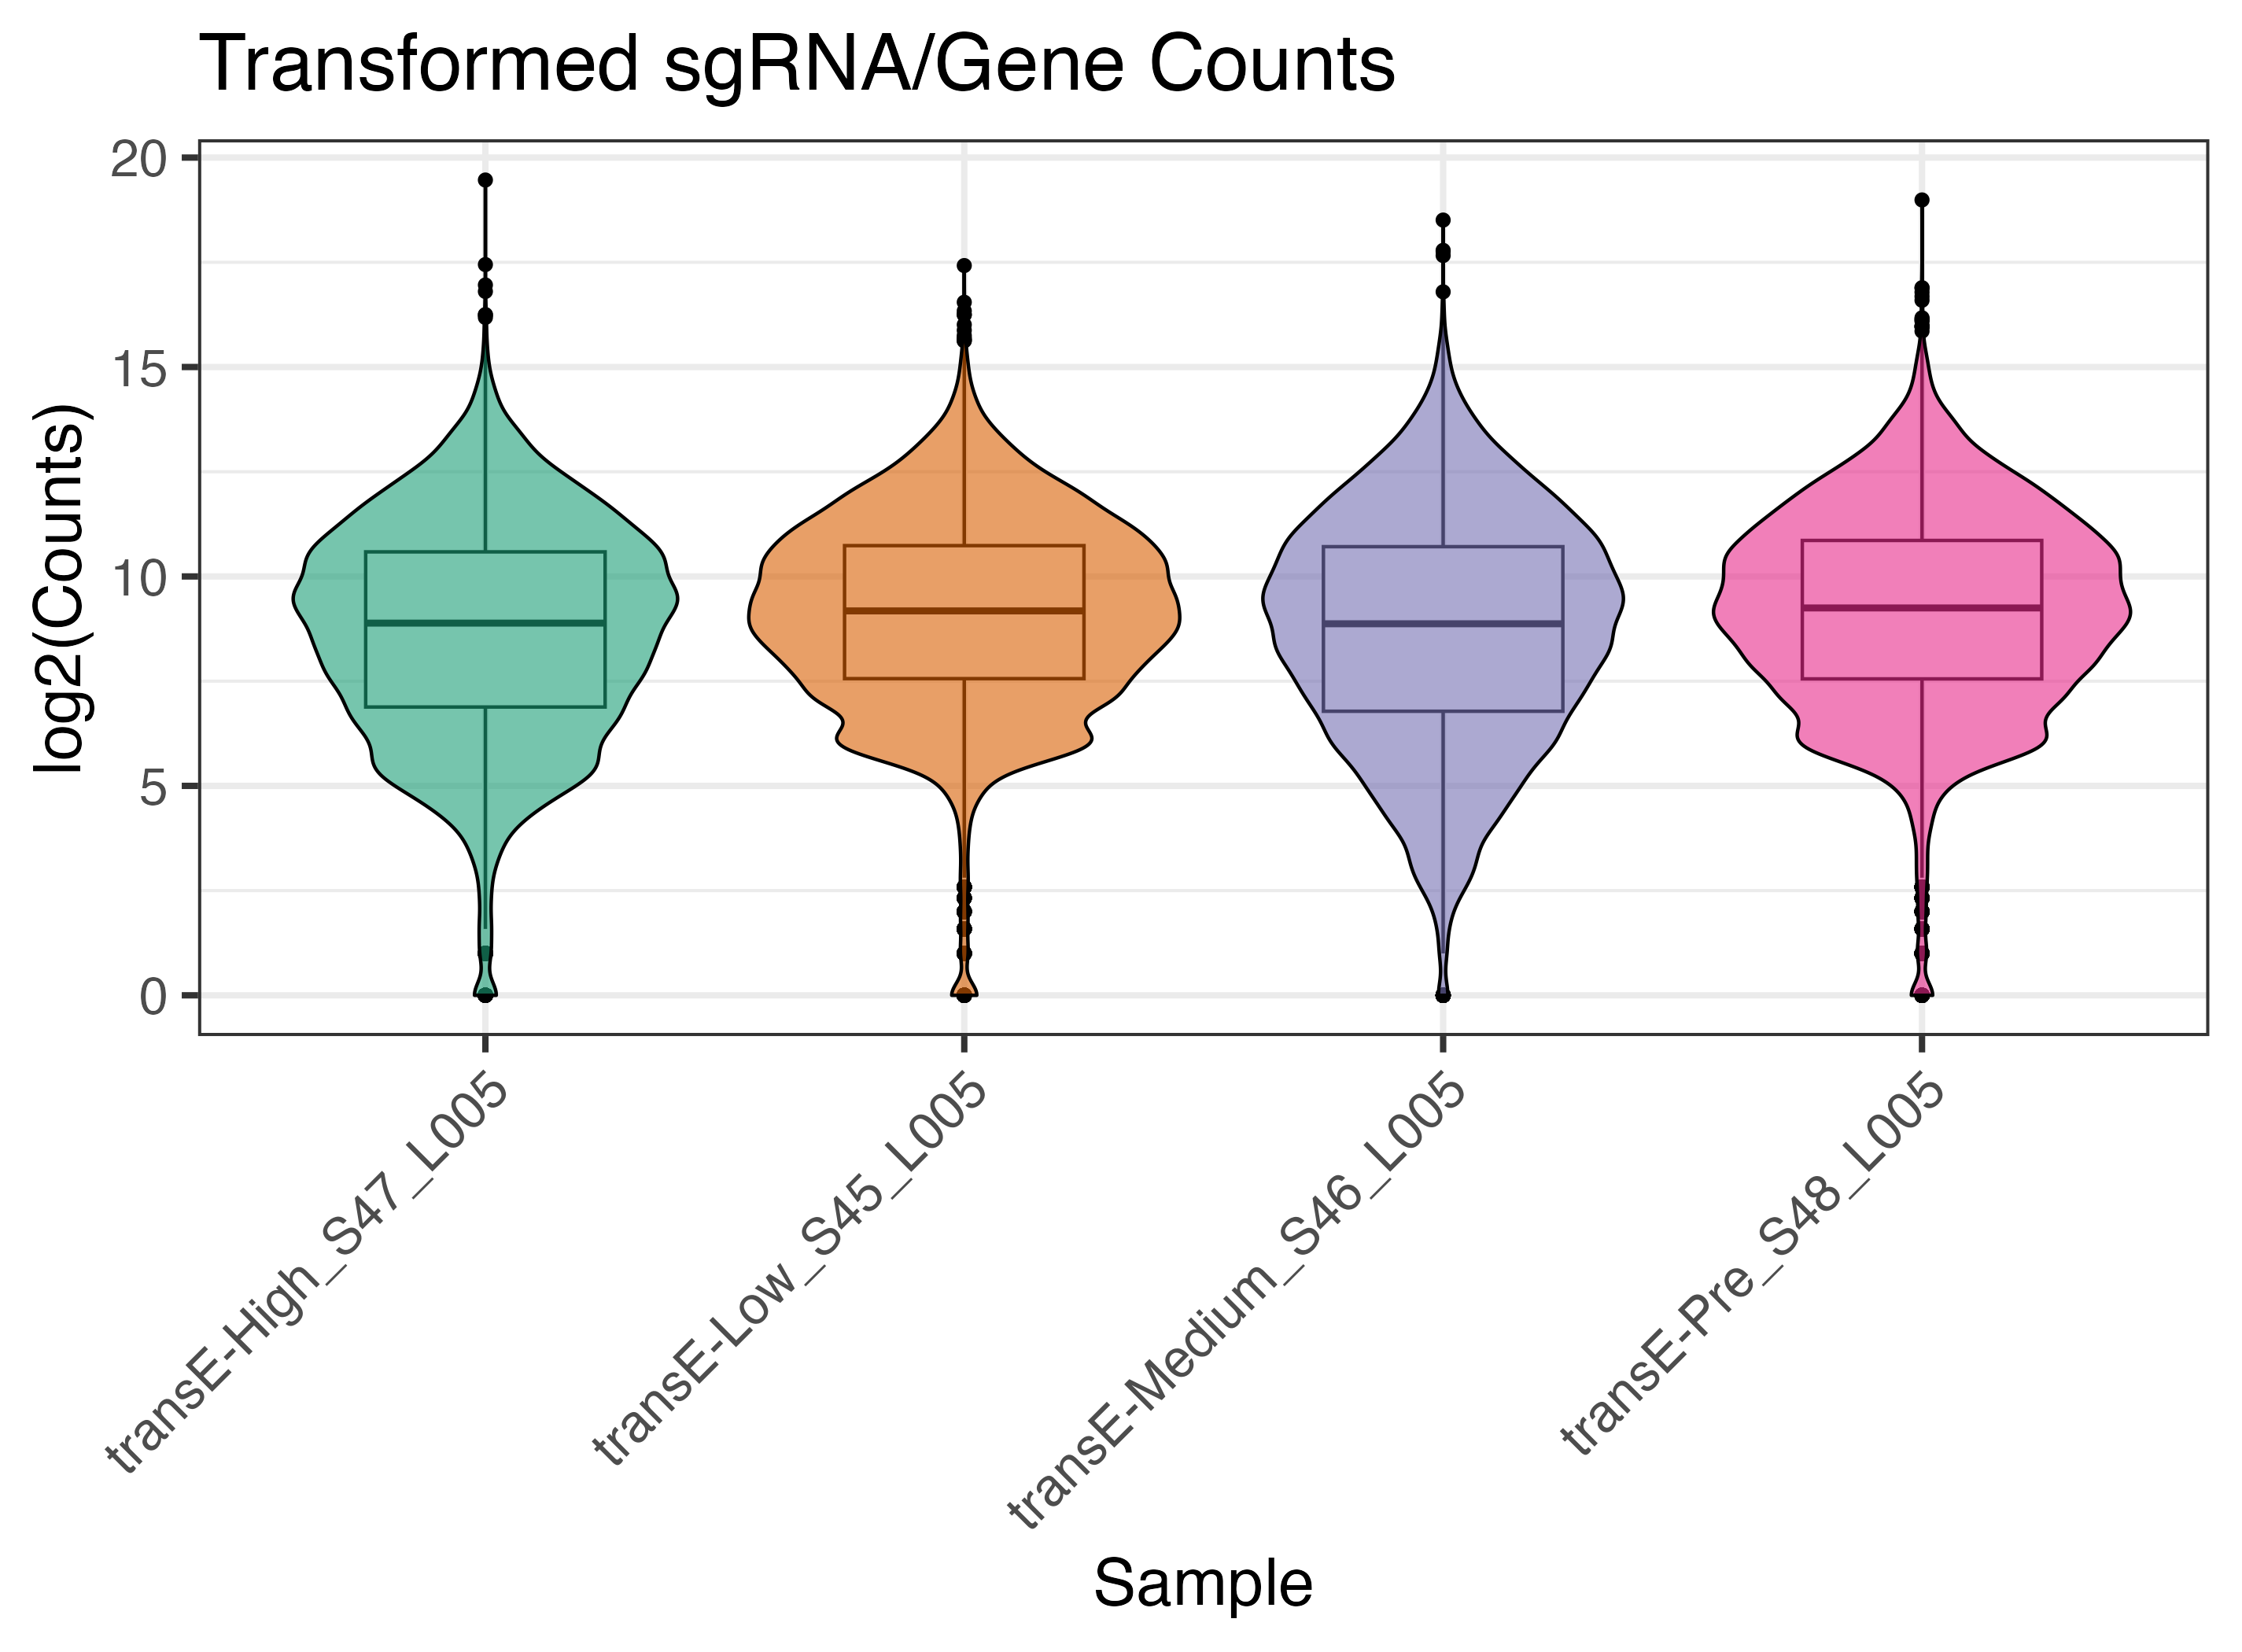 Transformed sgRNA/Gene Counts
log2(Counts)
20
15
10
5
0
transE-High_S47_L005
transE-Low_S45_L005
transE-Medium_S46_L005
transE-Pre_S48_L005
Sample